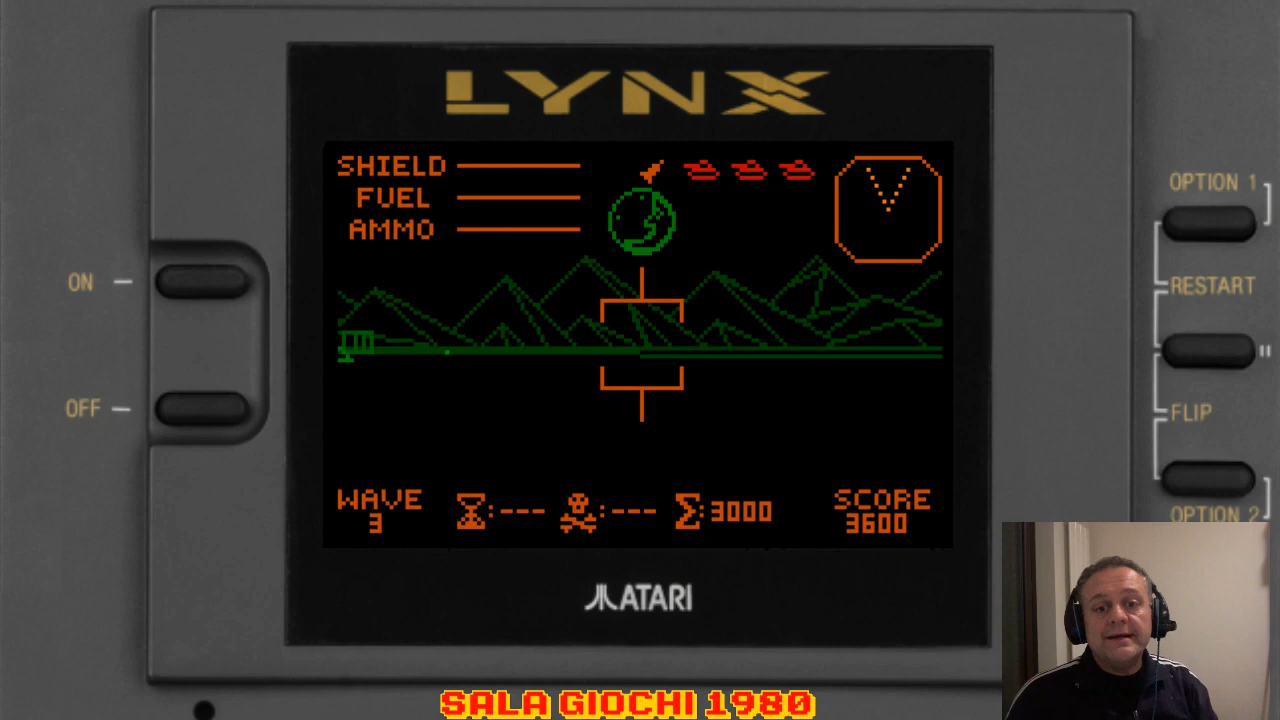 LYNX
SHIELD
FUEL
AMMO
OPTION 1
ON
RESTART
OFF
FLIP
WAVE
3
:---
:---
Σ:3000
SCORE
3600
OPTION 2
ATARI
SALA GIOCHI 1980